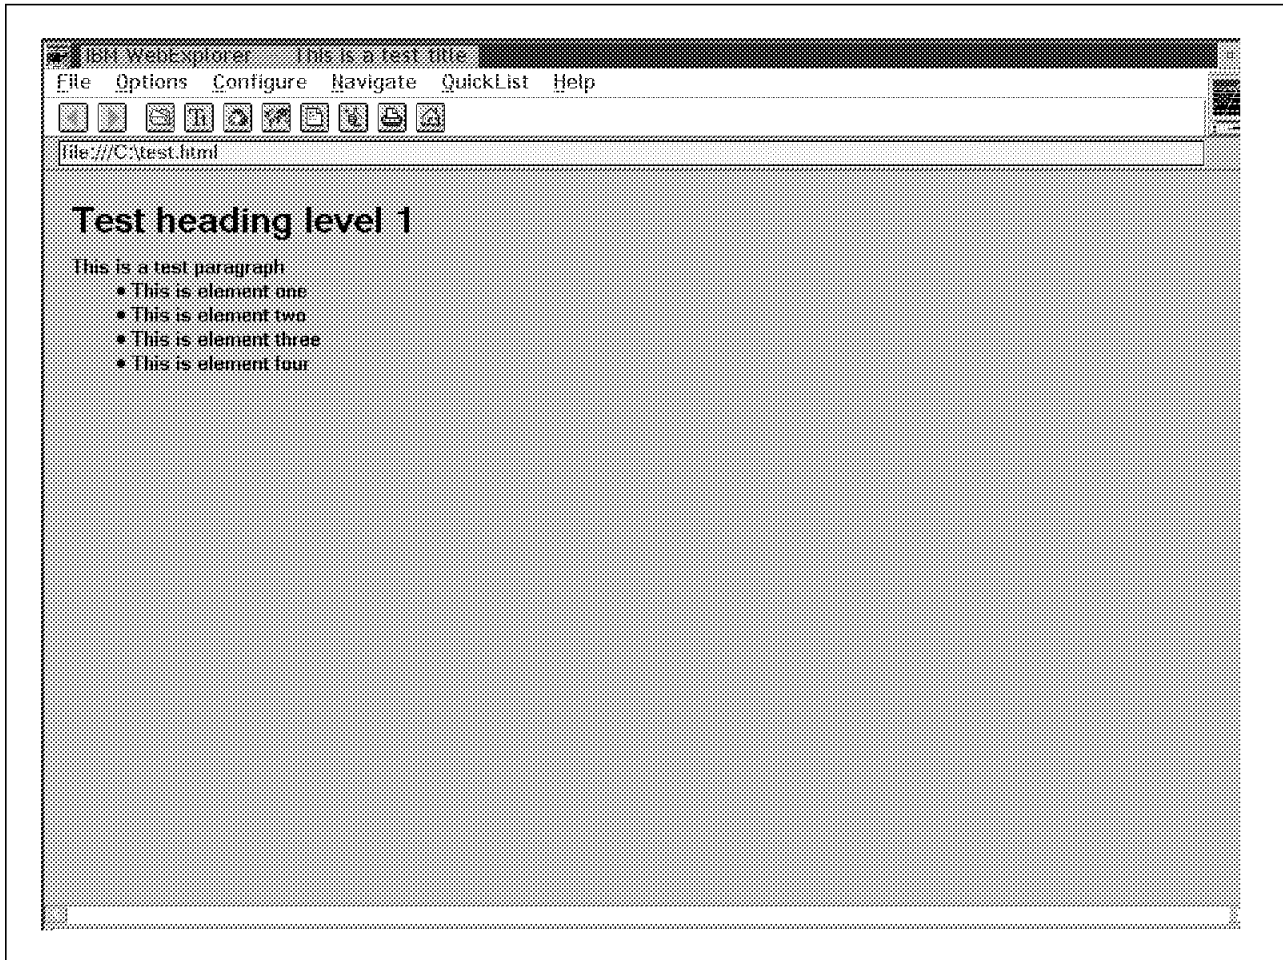 IBM WebExplorer This is a test title
File Options Configure Navigate QuickList Help
file:///C:\test.html
Test heading level 1
This is a test paragraph
• This is element one
• This is element two
• This is element three
• This is element four